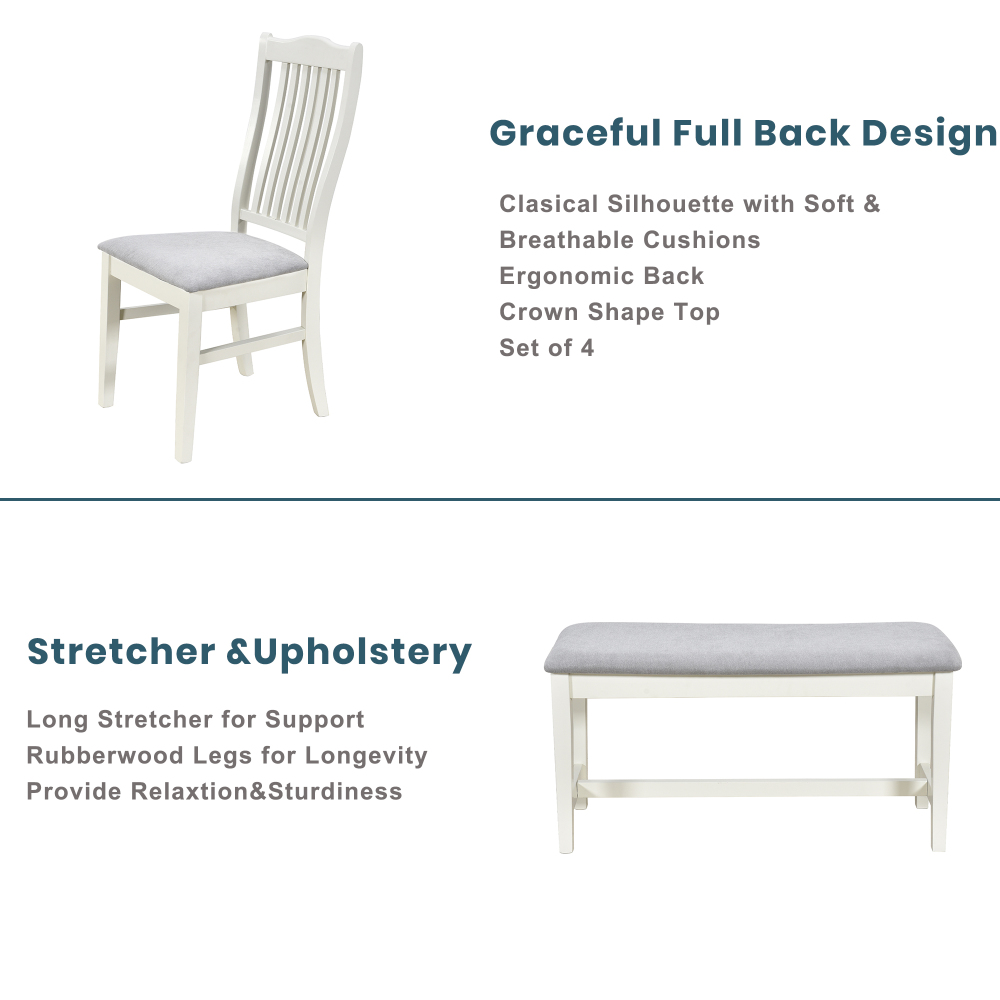 Graceful Full Back Design
Clasical Silhouette with Soft &
Breathable Cushions
Ergonomic Back
Crown Shape Top
Set of 4
Stretcher &Upholstery
Long Stretcher for Support
Rubberwood Legs for Longevity
Provide Relaxtion&Sturdiness